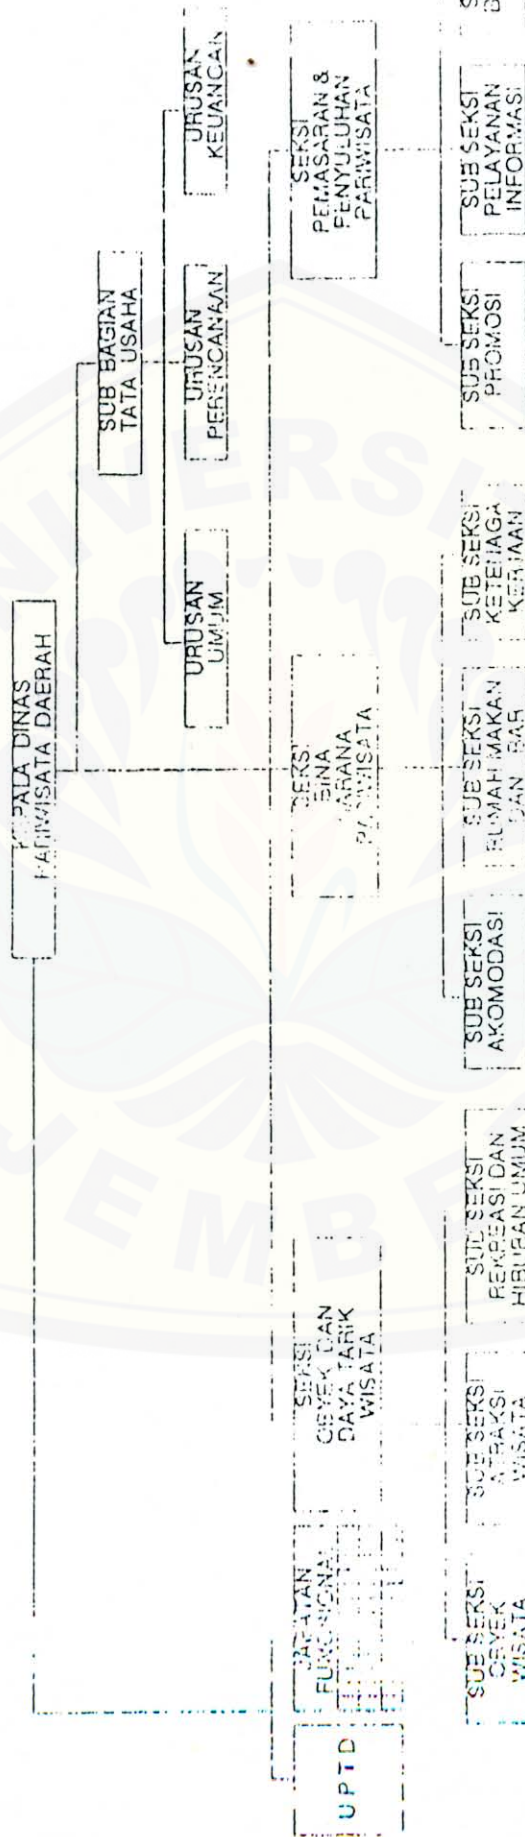 KEPALA DINAS
PARIWISATA DAERAH
SUB BAGIAN
TATA USAHA
URUSAN
UMUM
URUSAN
PERENCANAAN
URUSAN
KEUANGAN
UPTD
JABATAN
FUNGSIONAL
SEKSI
OBYEK DAN
DAYA TARIK
WISATA
SEKSI
BINA
SARANA
PARIWISATA
SEKSI
PEMASARAN &
PENYULUHAN
PARIWISATA
SUB SEKSI
OBYEK
WISATA
SUB SEKSI
ATRAKSI
WISATA
SUB SEKSI
REKREASI DAN
HIBURAN UMUM
SUB SEKSI
AKOMODASI
SUB SEKSI
RUMAH MAKAN
DAN BAR
SUB SEKSI
KETENAGA
KERJAAN
SUB SEKSI
PROMOSI
SUB SEKSI
PELAYANAN
INFORMASI
UNIVERSI
JEMBE